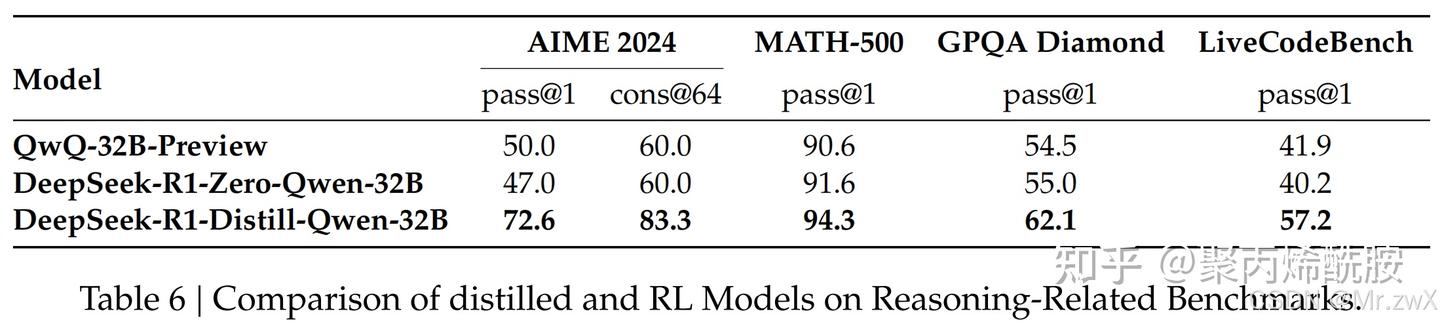 AIME 2024 MATH-500 GPQA Diamond LiveCodeBench
Model
pass@1 cons@64 pass@1 pass@1 pass@1
QwQ-32B-Preview 50.0 60.0 90.6 54.5 41.9
DeepSeek-R1-Zero-Qwen-32B 47.0 60.0 91.6 55.0 40.2
DeepSeek-R1-Distill-Qwen-32B 72.6 83.3 94.3 62.1 57.2
知乎 @聚丙烯酰胺
Table 6 | Comparison of distilled and RL Models on Reasoning-Related Benchmarks.
CSDN @Mr.zwX